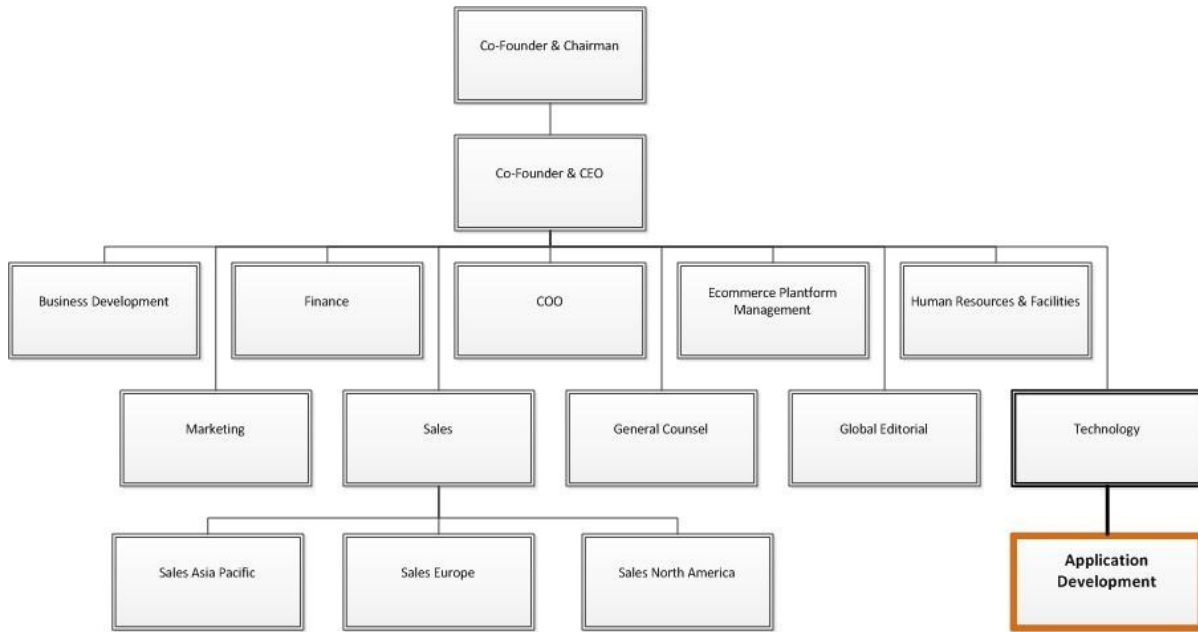 Co-Founder & Chairman
Co-Founder & CEO
Business Development
Finance
COO
Ecommerce Plantform
Management
Human Resources & Facilities
Marketing
Sales
General Counsel
Global Editorial
Technology
Sales Asia Pacific
Sales Europe
Sales North America
Application
Development